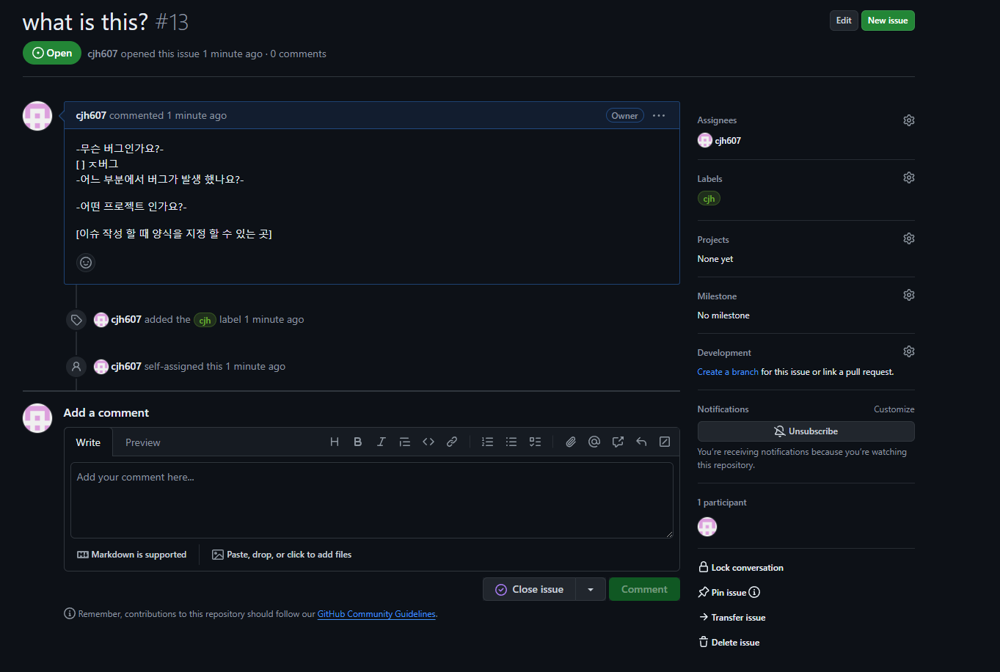 what is this? #13
Edit
New issue
Open
cjh607 opened this issue 1 minute ago · 0 comments
cjh607 commented 1 minute ago
Owner
-무슨 버그인가요?-
[ ] ㅈ버그
-어느 부분에서 버그가 발생 했나요?-
-어떤 프로젝트 인가요?-
[이슈 작성 할 때 양식을 지정 할 수 있는 곳]
cjh607 added the cjh label 1 minute ago
cjh607 self-assigned this 1 minute ago
Add a comment
Write
Preview
Add your comment here...
Markdown is supported
Paste, drop, or click to add files
Close issue
Comment
Remember, contributions to this repository should follow our GitHub Community Guidelines.
Assignees
cjh607
Labels
cjh
Projects
None yet
Milestone
No milestone
Development
Create a branch for this issue or link a pull request.
Notifications
Customize
Unsubscribe
You're receiving notifications because you're watching
this repository.
1 participant
Lock conversation
Pin issue
Transfer issue
Delete issue